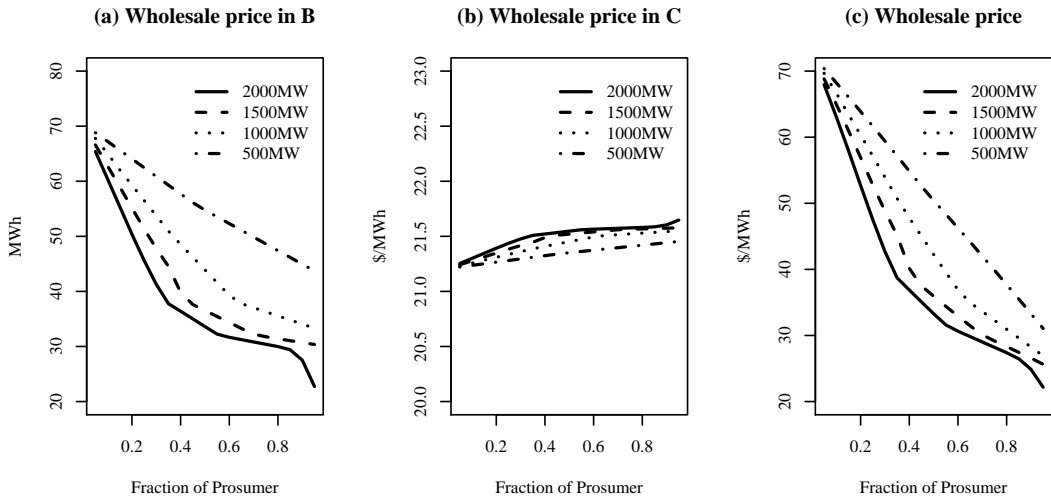 (a) Wholesale price in B
MWh
80
70
60
50
40
30
20
2000MW
1500MW
1000MW
500MW
0.2 0.4 0.6 0.8
Fraction of Prosumer
(b) Wholesale price in C
$/MWh
23.0
22.5
22.0
21.5
21.0
20.5
20.0
2000MW
1500MW
1000MW
500MW
0.2 0.4 0.6 0.8
Fraction of Prosumer
(c) Wholesale price
$/MWh
70
60
50
40
30
20
2000MW
1500MW
1000MW
500MW
0.2 0.4 0.6 0.8
Fraction of Prosumer